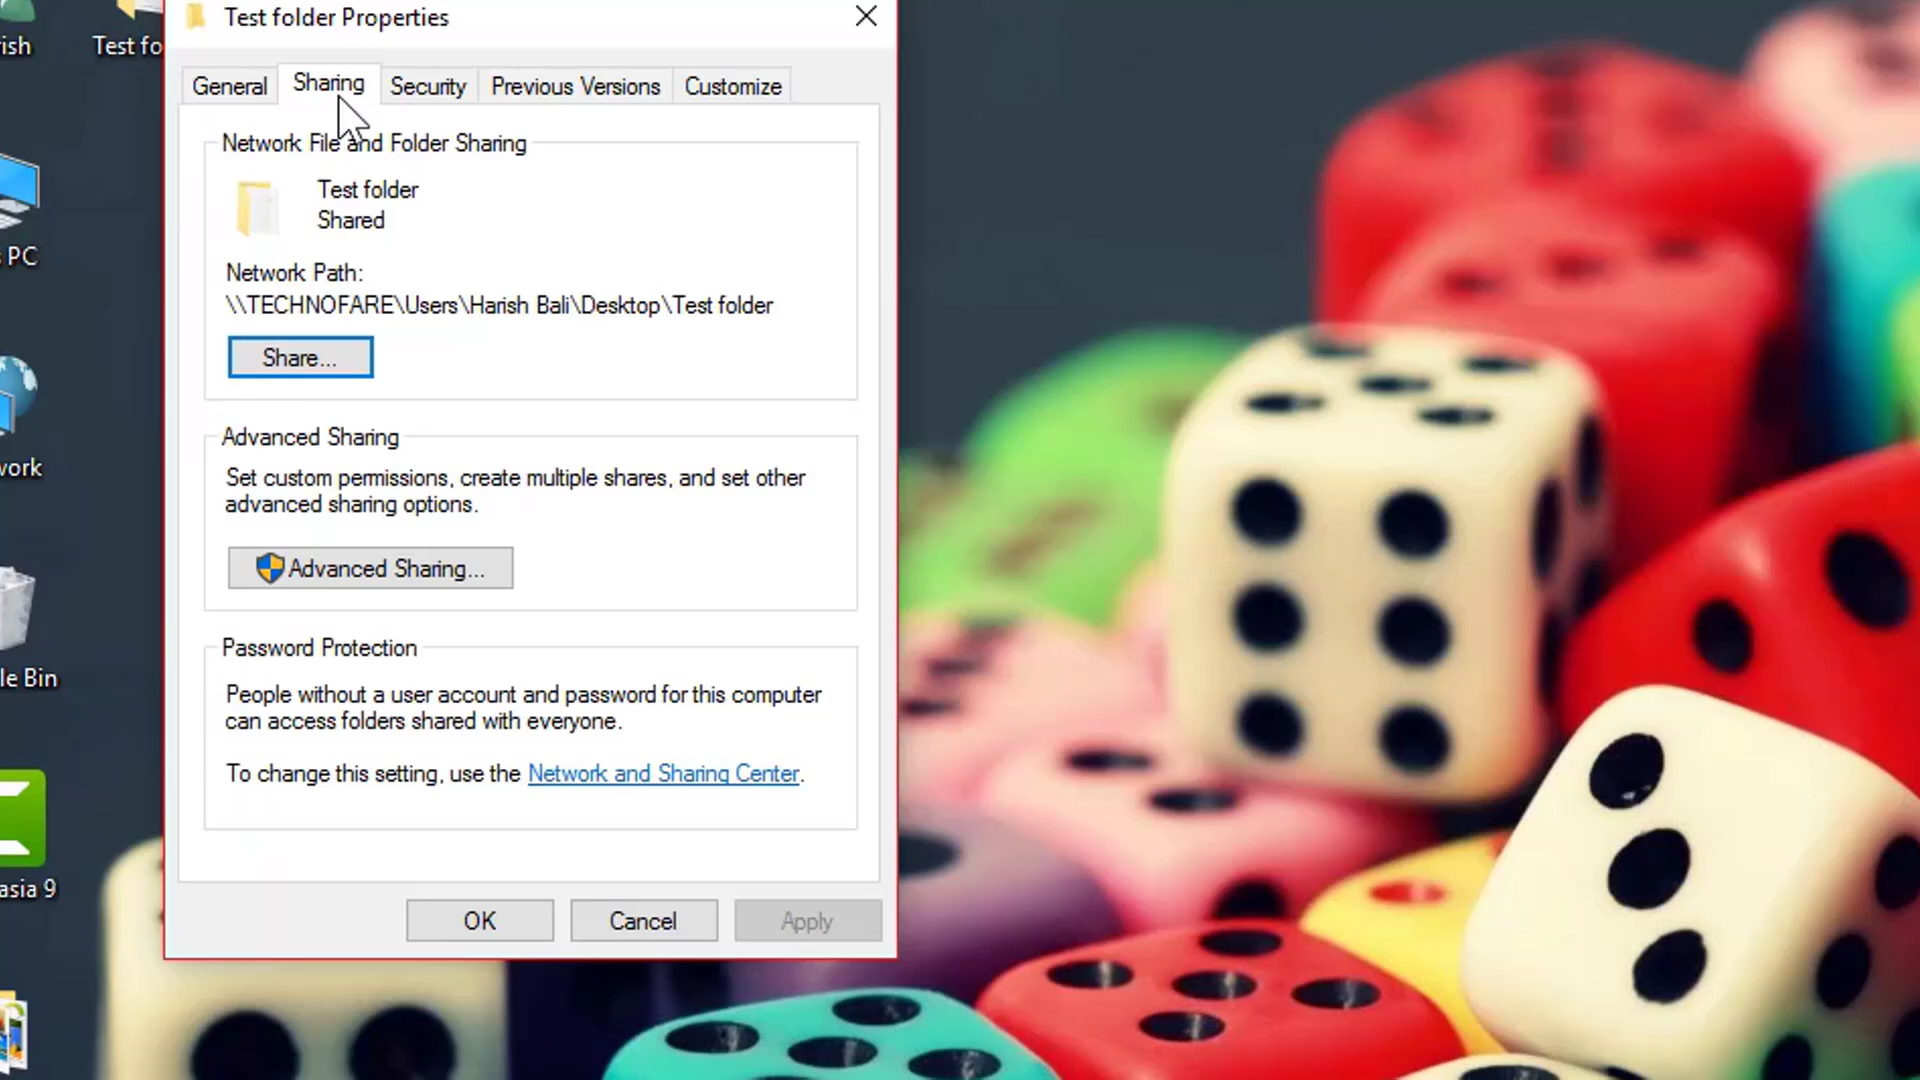 Test folder Properties
rish
Test fo
General
Sharing
Security
Previous Versions
Customize
Network File and Folder Sharing
Test folder
Shared
s PC
Network Path:
\\TECHNOFARE\Users\Harish Bali\Desktop\Test folder
Share...
Advanced Sharing
work
Set custom permissions, create multiple shares, and set other
advanced sharing options.
Advanced Sharing...
Password Protection
le Bin
People without a user account and password for this computer
can access folders shared with everyone.
To change this setting, use the Network and Sharing Center.
asia 9
OK
Cancel
Apply